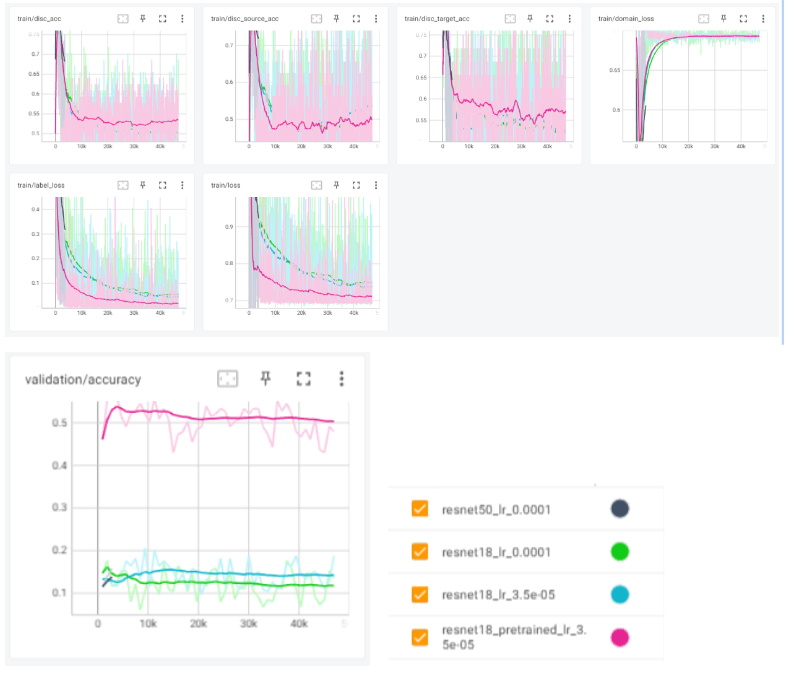 train/disc_acc
train/disc_source_acc
train/disc_target_acc
train/domain_loss
0.75
0.7
0.65
0.6
0.55
0.5
0 10k 20k 30k 40k
0.7
0.6
0.5
0 10k 20k 30k 40k
0.75
0.7
0.65
0.6
0.55
0 10k 20k 30k 40k
0.65
0.6
0 10k 20k 30k 40k
train/label_loss
train/loss
0.4
0.3
0.2
0.1
0 10k 20k 30k 40k
0.9
0.8
0.7
0 10k 20k 30k 40k
validation/accuracy
0.5
0.4
0.3
0.2
0.1
0 10k 20k 30k 40k 5
resnet50_lr_0.0001
resnet18_lr_0.0001
resnet18_lr_3.5e-05
resnet18_pretrained_lr_3.
5e-05